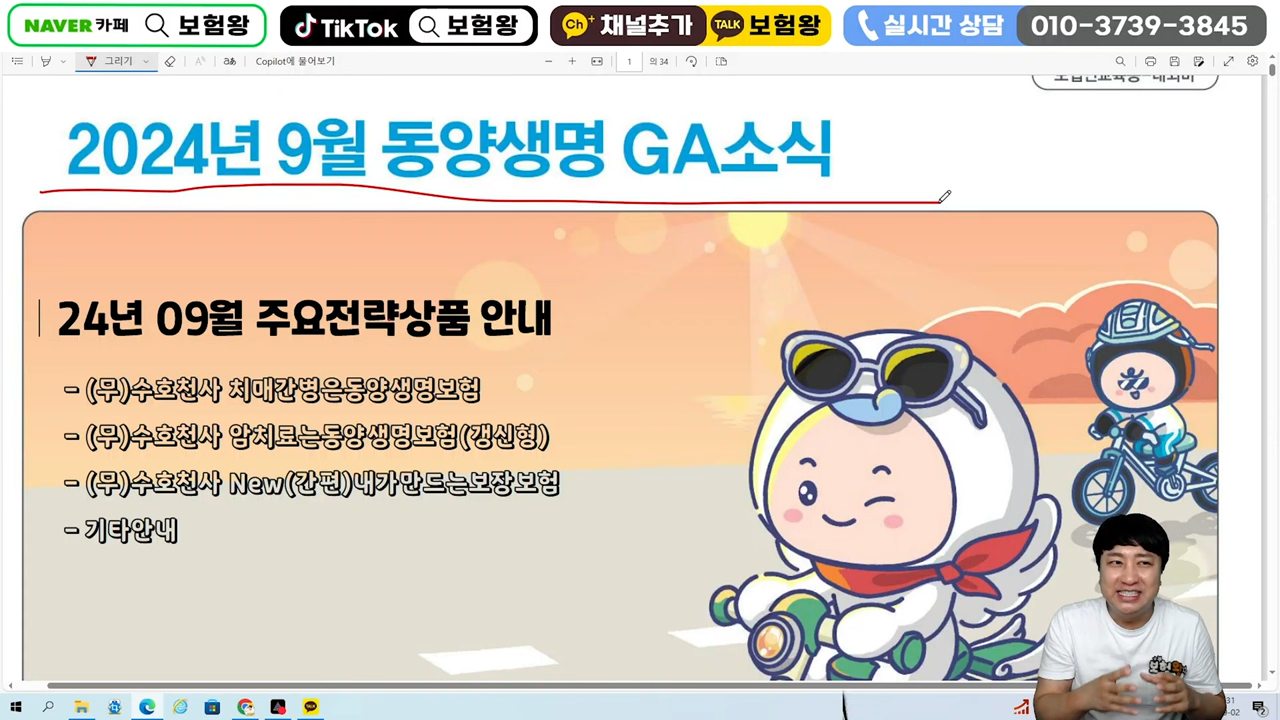 NAVER 카페 보험왕
TikTok 보험왕
Ch+ 채널추가 TALK 보험왕
실시간 상담 010-3739-3845
그리기
aあ
Copilot에 물어보기
1 의 34
2024년 9월 동양생명 GA소식
24년 09월 주요전략상품 안내
- (무)수호천사 치매간병은동양생명보험
- (무)수호천사 암치료는동양생명보험(갱신형)
- (무)수호천사 New(간편)내가만드는보장보험
- 기타안내
보험왕